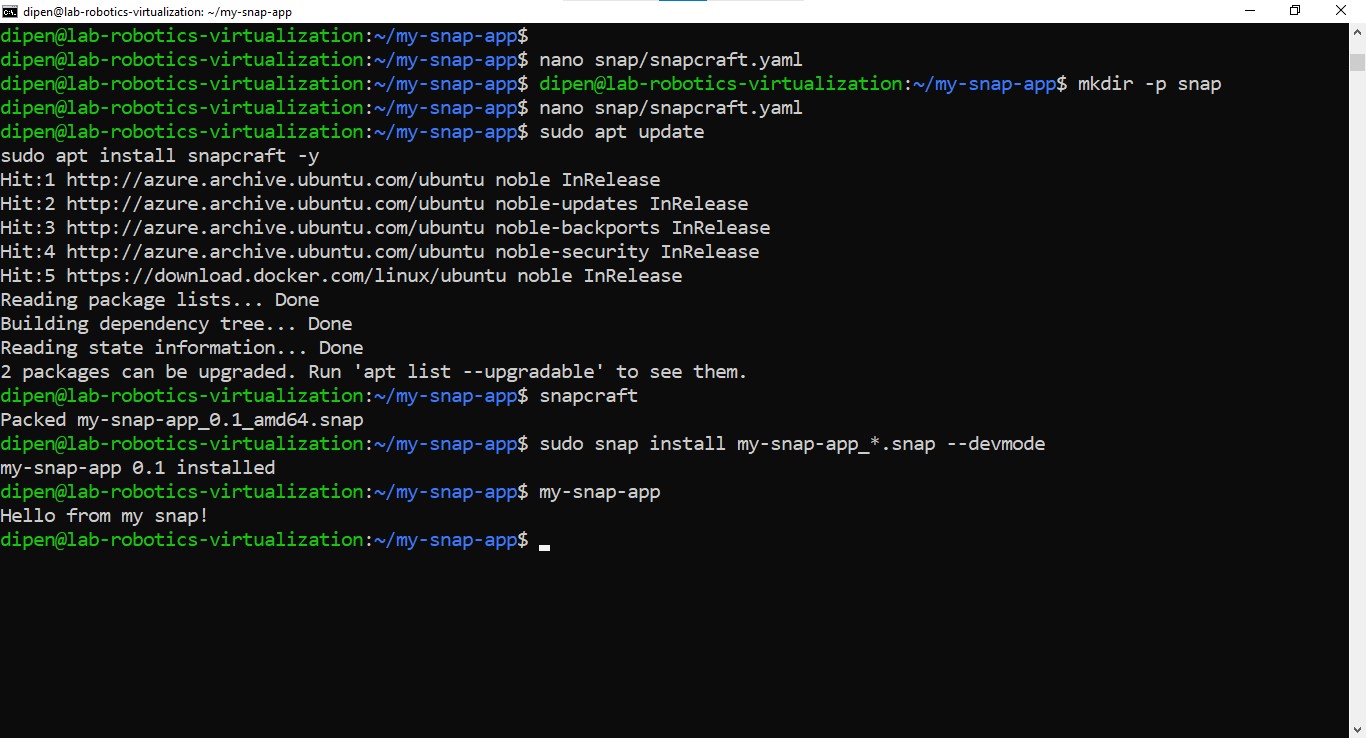 dipen@lab-robotics-virtualization: ~/my-snap-app
dipen@lab-robotics-virtualization:~/my-snap-app$
dipen@lab-robotics-virtualization:~/my-snap-app$ nano snap/snapcraft.yaml
dipen@lab-robotics-virtualization:~/my-snap-app$ dipen@lab-robotics-virtualization:~/my-snap-app$ mkdir -p snap
dipen@lab-robotics-virtualization:~/my-snap-app$ nano snap/snapcraft.yaml
dipen@lab-robotics-virtualization:~/my-snap-app$ sudo apt update
sudo apt install snapcraft -y
Hit:1 http://azure.archive.ubuntu.com/ubuntu noble InRelease
Hit:2 http://azure.archive.ubuntu.com/ubuntu noble-updates InRelease
Hit:3 http://azure.archive.ubuntu.com/ubuntu noble-backports InRelease
Hit:4 http://azure.archive.ubuntu.com/ubuntu noble-security InRelease
Hit:5 https://download.docker.com/linux/ubuntu noble InRelease
Reading package lists... Done
Building dependency tree... Done
Reading state information... Done
2 packages can be upgraded. Run 'apt list --upgradable' to see them.
dipen@lab-robotics-virtualization:~/my-snap-app$ snapcraft
Packed my-snap-app_0.1_amd64.snap
dipen@lab-robotics-virtualization:~/my-snap-app$ sudo snap install my-snap-app_*.snap --devmode
my-snap-app 0.1 installed
dipen@lab-robotics-virtualization:~/my-snap-app$ my-snap-app
Hello from my snap!
dipen@lab-robotics-virtualization:~/my-snap-app$